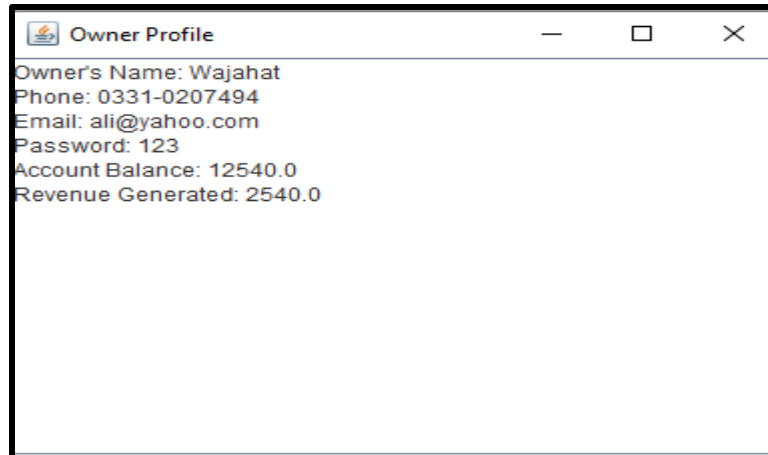 Owner Profile
Owner's Name: Wajahat
Phone: 0331-0207494
Email: ali@yahoo.com
Password: 123
Account Balance: 12540.0
Revenue Generated: 2540.0